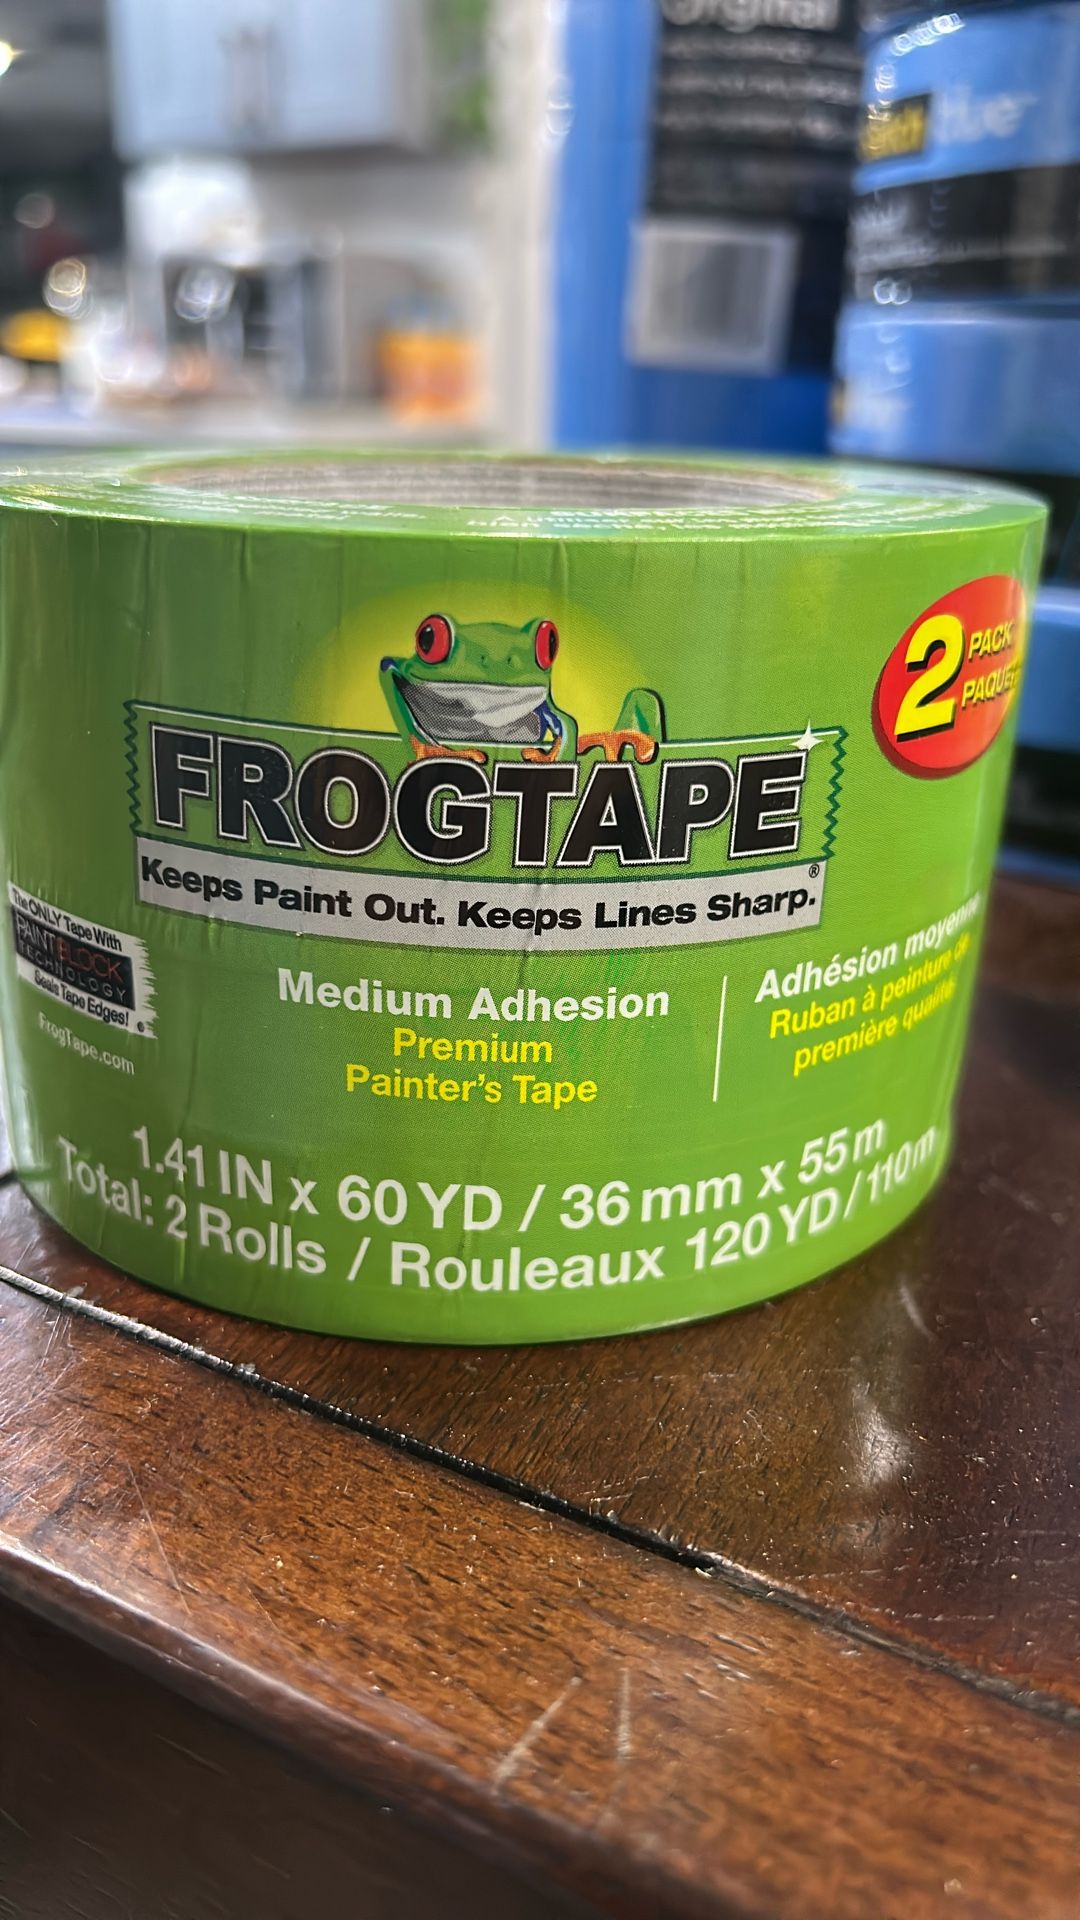 Original
blue
2
PACK
FROGTAPE
Keeps Paint Out. Keeps Lines Sharp.®
The ONLY Tape With
PAINTBLOCK
TECHNOLOGY
Seals Tape Edges!
FrogTape.com
Medium Adhesion
Premium
Painter's Tape
Adhésion moyenne
Ruban à peinture de
première qualité
1.41 IN x 60 YD / 36 mm x 55 m
Total: 2 Rolls / Rouleaux 120 YD / 110 m